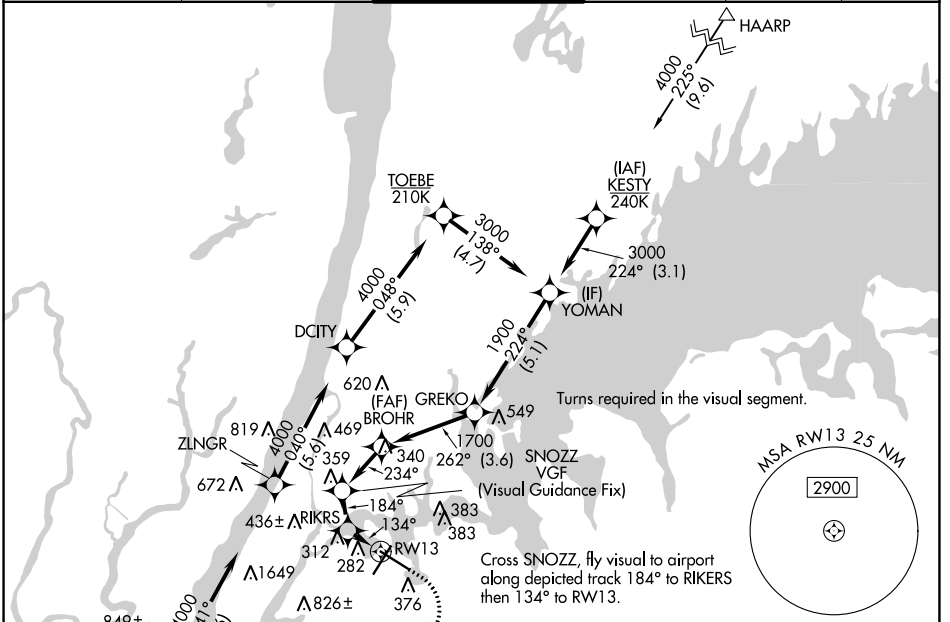 HAARP
4000
225°
(9.6)
(IAF)
KESTY
240K
TOEBE
210K
3000
138°
(4.7)
3000
224° (3.1)
(IF)
YOMAN
4000
048°
(5.9)
DCITY
1900
224°
(5.1)
620
(FAF)
BROHR
GREKO
549
Turns required in the visual segment.
819
469
ZLNGR
4000
040°
(5.6)
359
340
1700
262° (3.6)
234°
SNOZZ
VGF
(Visual Guidance Fix)
672
184°
436±
RIKRS
134°
383
383
312
282
RW13
MSA RW13 25 NM
2900
Cross SNOZZ, fly visual to airport
along depicted track 184° to RIKERS
then 134° to RW13.
1649
826±
376